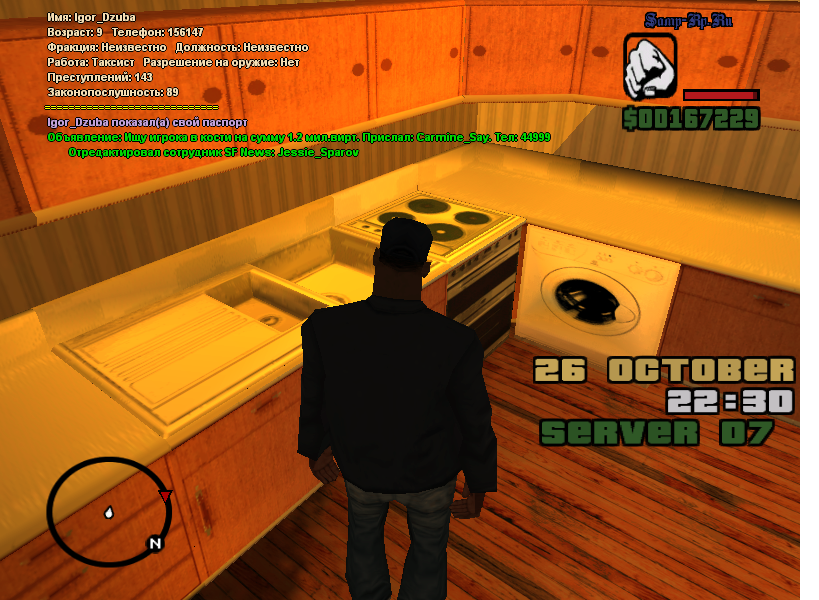 Имя: Igor_Dzuba
Возраст: 9 Телефон: 156147
Фракция: Неизвестно Должность: Неизвестно
Работа: Таксист Разрешение на оружие: Нет
Преступлений: 143
Законопослушность: 89
==============================
Igor_Dzuba показал(а) свой паспорт
Объявление: Ищу игрока в кости на сумму 1.2 мил.вирт. Прислал: Carmine_Say. Тел: 44999
Отредактировал сотрудник SF News: Jessie_Sparov
Samp-Rp.Ru
$00167229
26 OCTOBER
22:30
SERVER 07
N